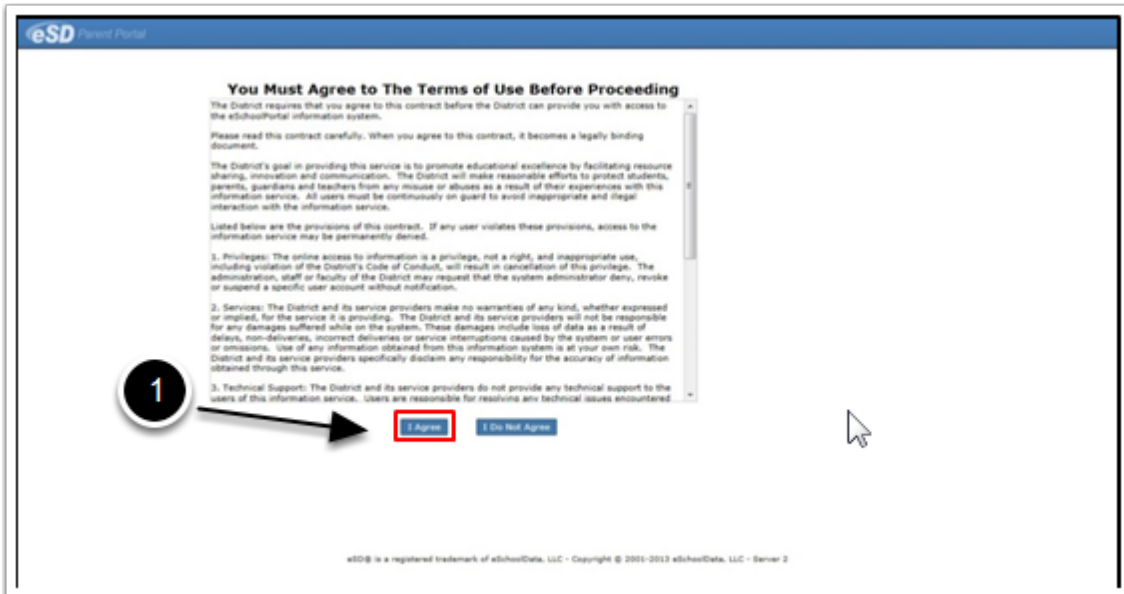 eSD Parent Portal
You Must Agree to The Terms of Use Before Proceeding
The District requires that you agree to this contract before the District can provide you with access to
the eSchoolPortal information system.
Please read this contract carefully. When you agree to this contract, it becomes a legally binding
document.
The District's goal in providing this service is to promote educational excellence by facilitating resource
sharing, innovation and communication. The District will make reasonable efforts to protect students,
parents, guardians and teachers from any misuse or abuses as a result of their experiences with this
information service. All users must be continuously on guard to avoid inappropriate and illegal
interaction with the information service.
Listed below are the provisions of this contract. If any user violates these provisions, access to the
information service may be permanently denied.
1. Privileges: The online access to information is a privilege, not a right, and inappropriate use,
including violation of the District's Code of Conduct, will result in cancellation of this privilege. The
administration, staff or faculty of the District may request that the system administrator deny, revoke
or suspend a specific user account without notification.
2. Services: The District and its service providers make no warranties of any kind, whether expressed
or implied, for the service it is providing. The District and its service providers will not be responsible
for any damages suffered while on the system. These damages include loss of data as a result of
delays, non-deliveries, incorrect deliveries or service interruptions caused by the system or user errors
or omissions. Use of any information obtained from this information system is at your own risk. The
District and its service providers specifically disclaim any responsibility for the accuracy of information
obtained through this service.
3. Technical Support: The District and its service providers do not provide any technical support to the
users of this information service. Users are responsible for resolving any technical issues encountered
1
I Agree
I Do Not Agree
eSD® is a registered trademark of eSchoolData, LLC - Copyright © 2001-2013 eSchoolData, LLC - Server 2